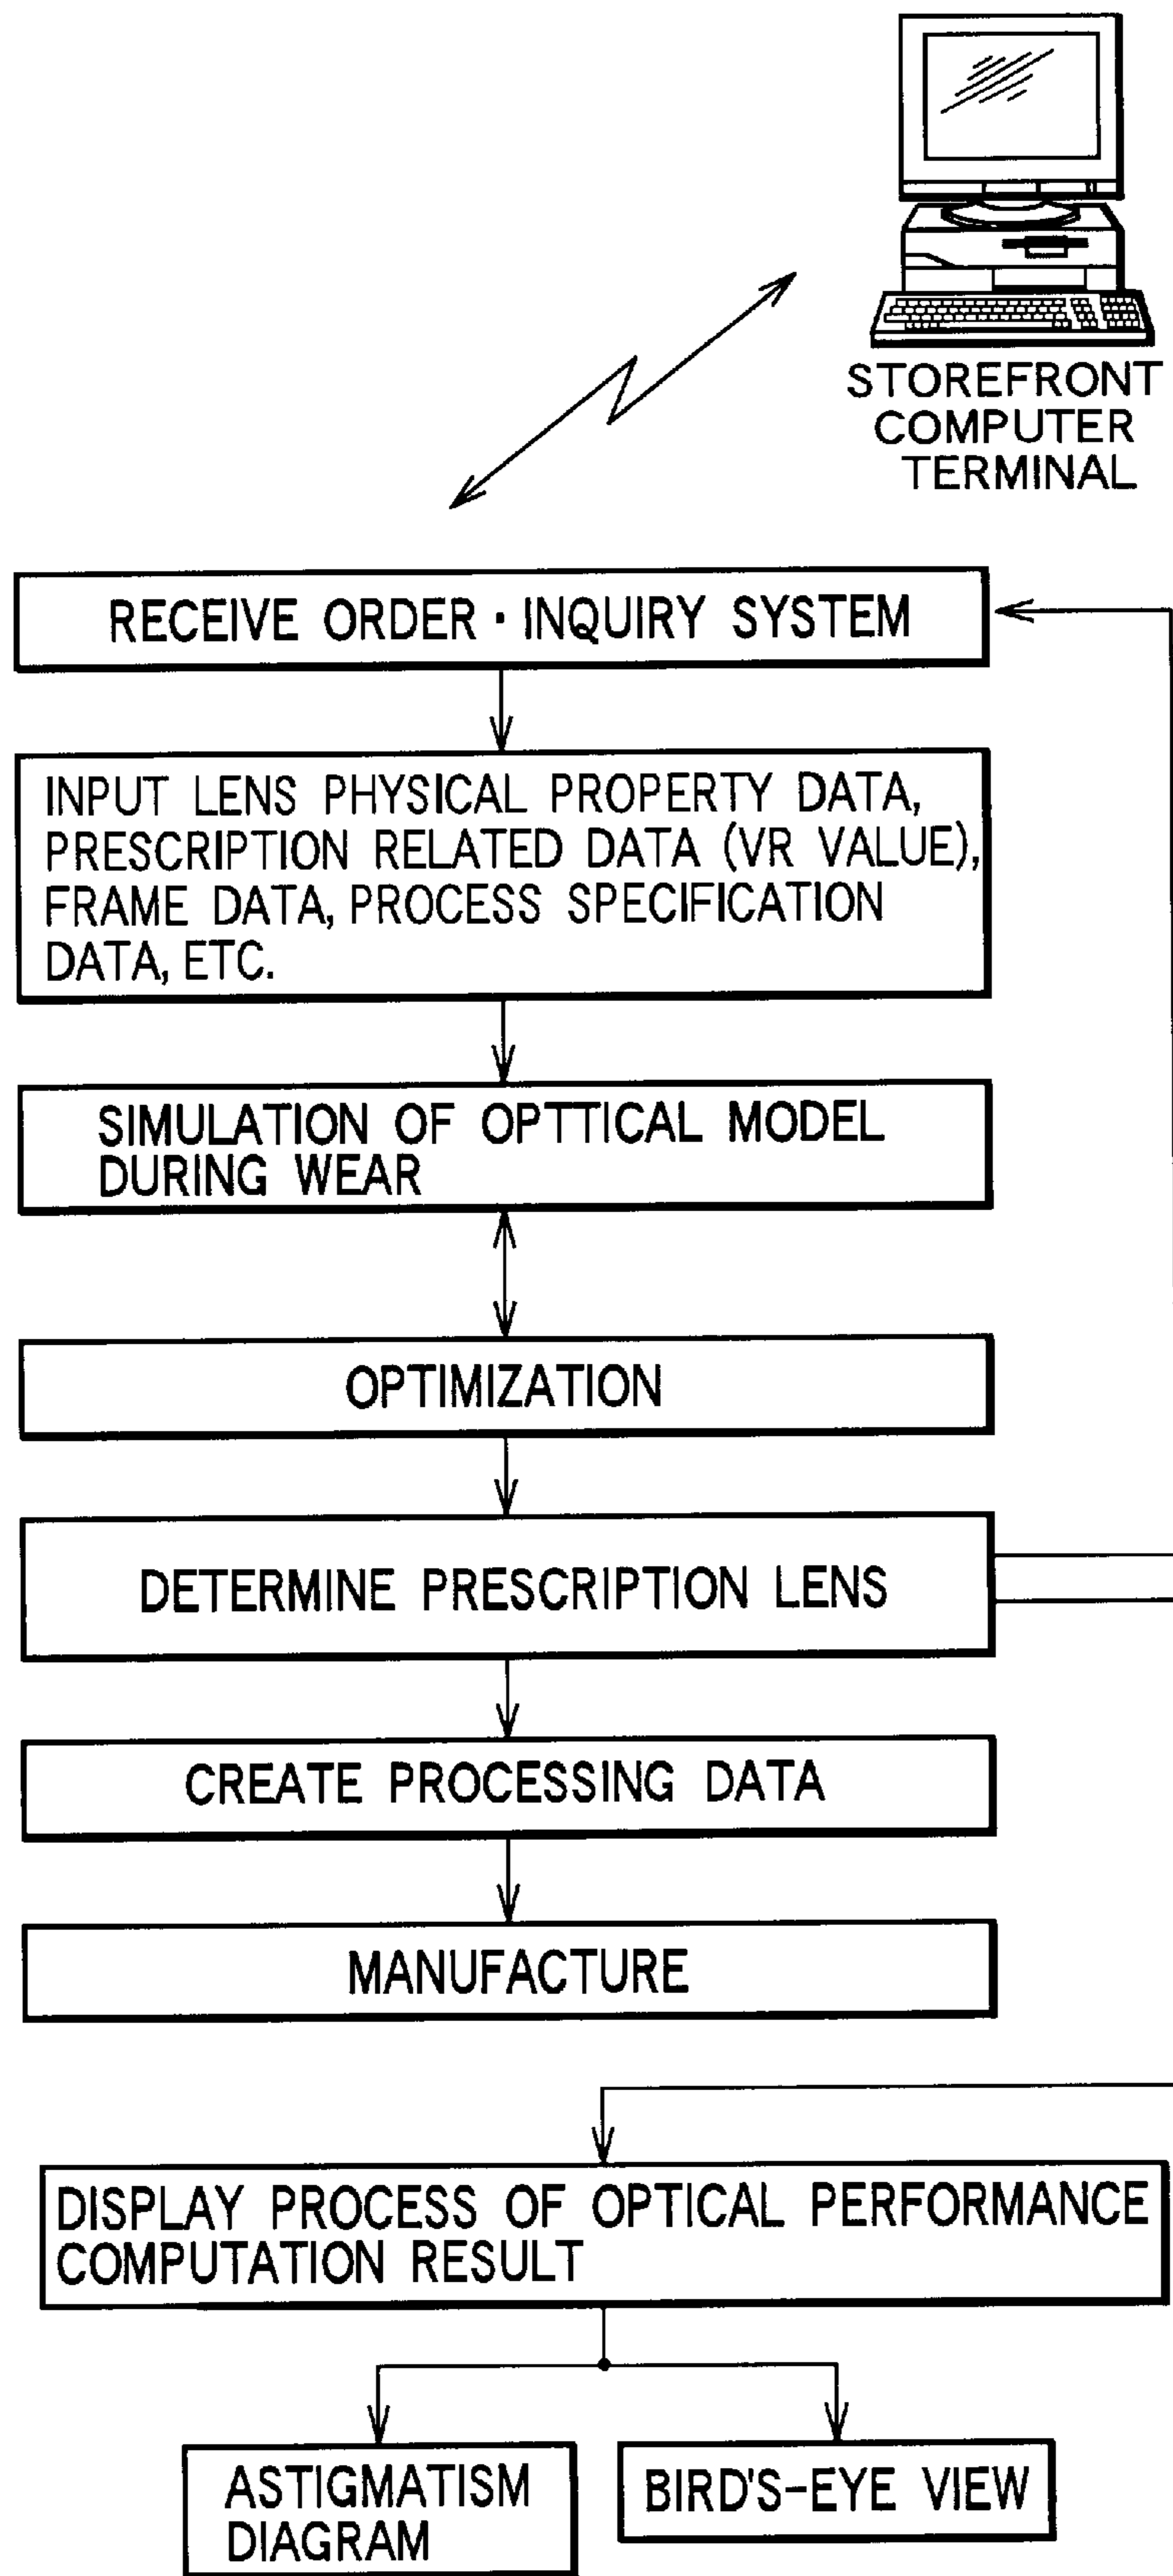 STOREFRONT
COMPUTER
TERMINAL
RECEIVE ORDER · INQUIRY SYSTEM
INPUT LENS PHYSICAL PROPERTY DATA,
PRESCRIPTION RELATED DATA (VR VALUE),
FRAME DATA, PROCESS SPECIFICATION
DATA, ETC.
SIMULATION OF OPTTICAL MODEL
DURING WEAR
OPTIMIZATION
DETERMINE PRESCRIPTION LENS
CREATE PROCESSING DATA
MANUFACTURE
DISPLAY PROCESS OF OPTICAL PERFORMANCE
COMPUTATION RESULT
ASTIGMATISM
DIAGRAM
BIRD'S-EYE VIEW